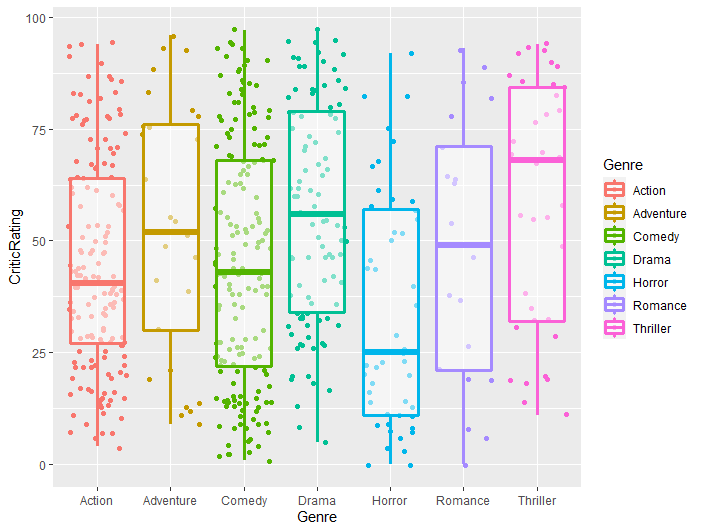 100
75
50
25
0
CriticRating
Action Adventure Comedy Drama Horror Romance Thriller
Genre
Genre
Action
Adventure
Comedy
Drama
Horror
Romance
Thriller